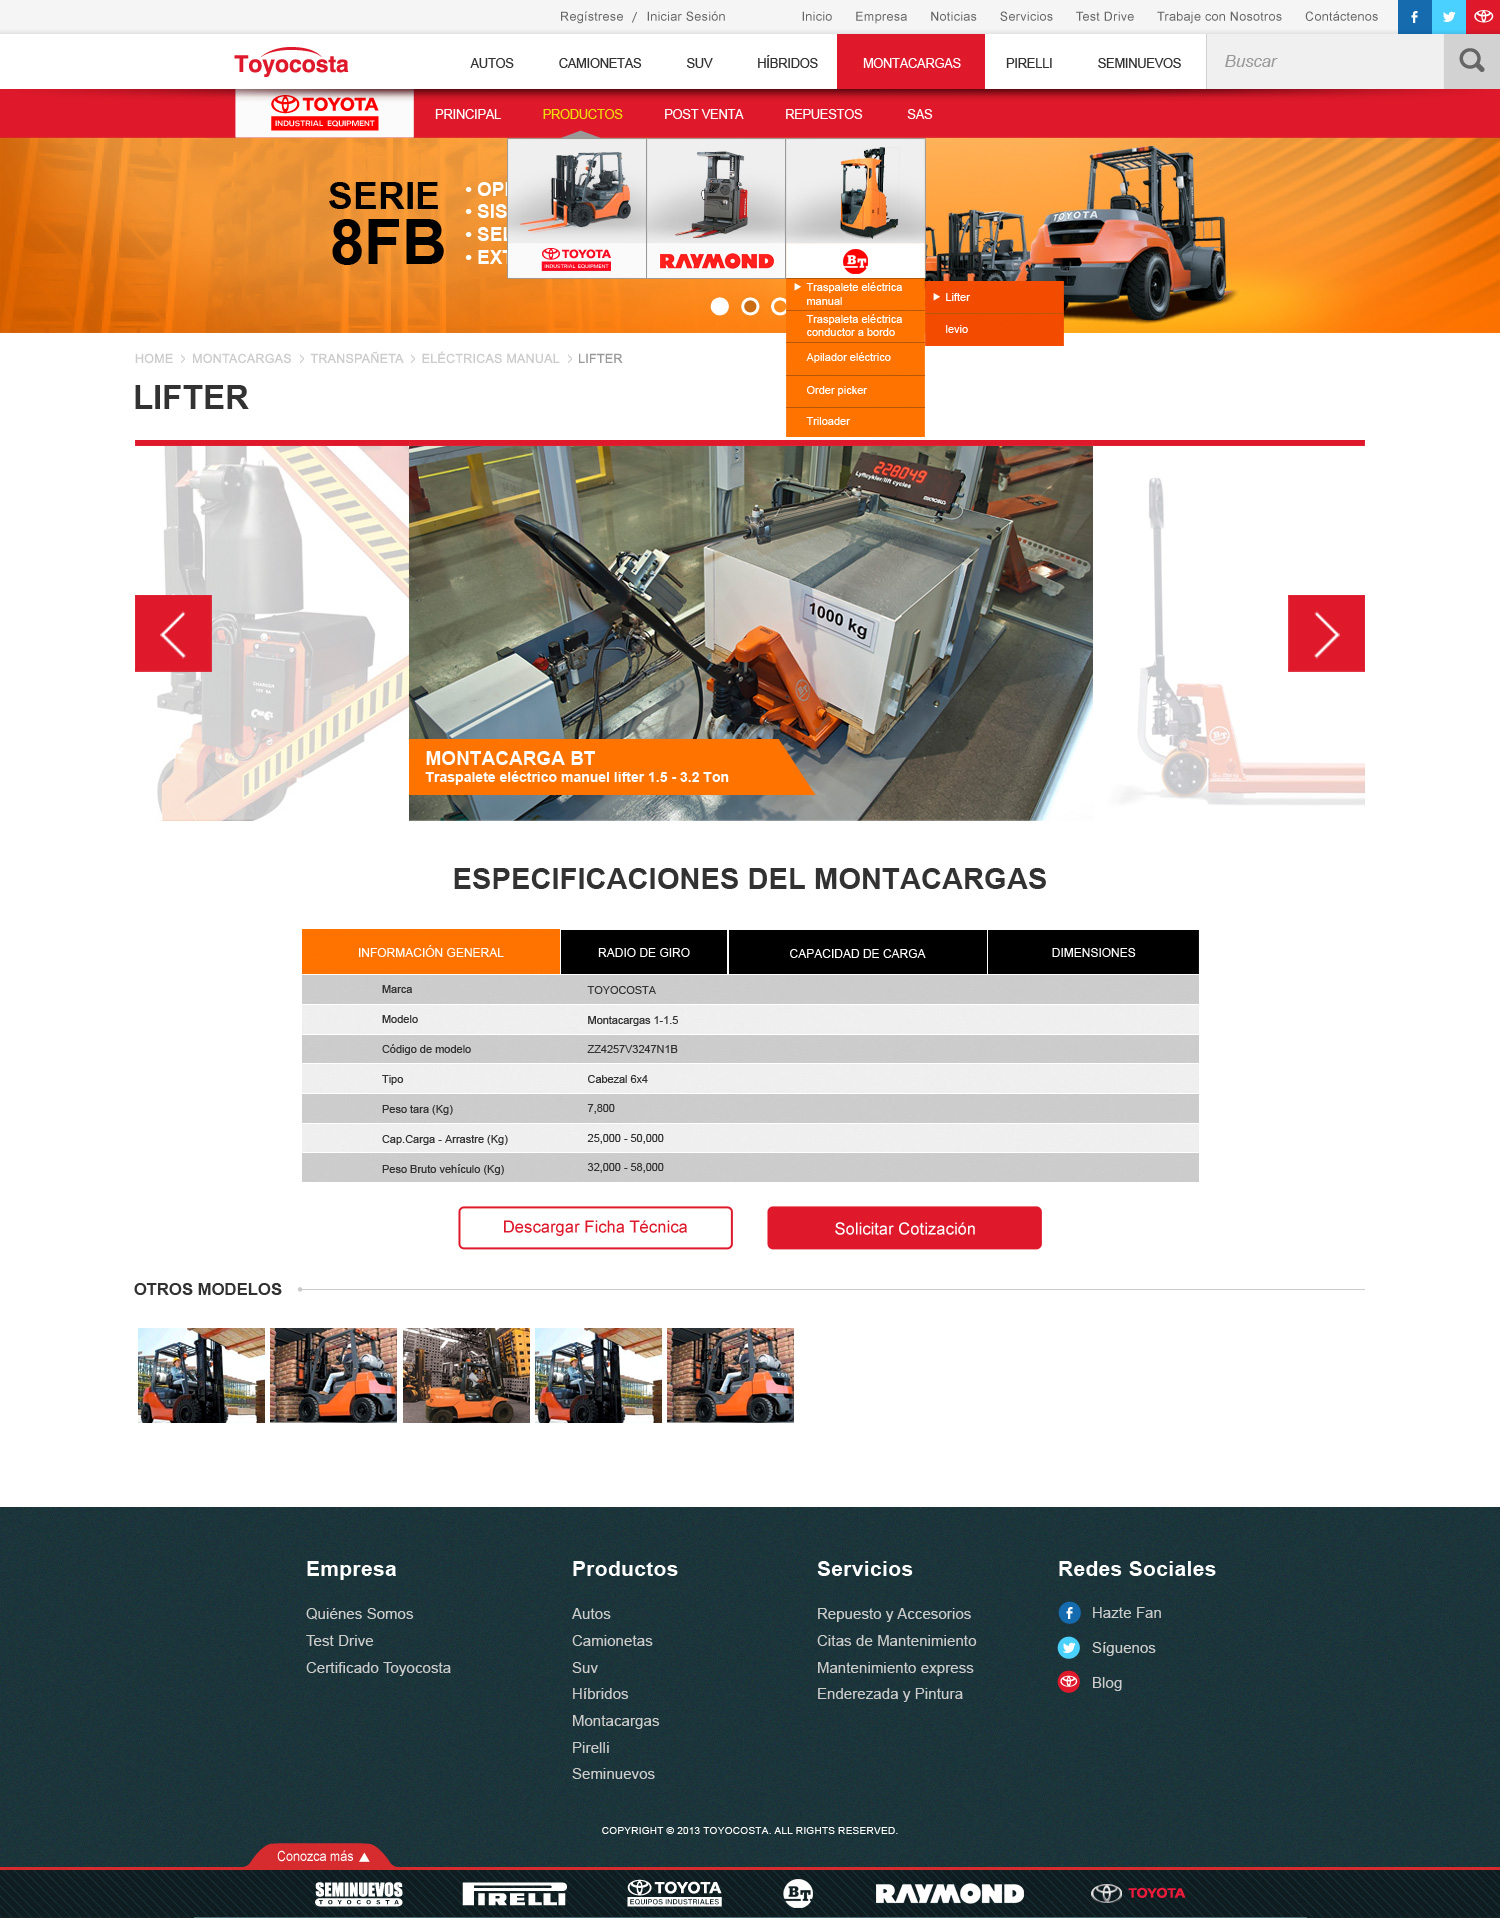 Regístrese / Iniciar Sesión Inicio Empresa Noticias Servicios Test Drive Trabaje con Nosotros Contáctenos
Toyocosta AUTOS CAMIONETAS SUV HÍBRIDOS MONTACARGAS PIRELLI SEMINUEVOS Buscar
TOYOTA
INDUSTRIAL EQUIPMENT
PRINCIPAL PRODUCTOS POST VENTA REPUESTOS SAS
SERIE
8FB
• OPE
• SIS
• SEL
• EXT
TOYOTA
INDUSTRIAL EQUIPMENT
RAYMOND
BT
TOYOTA
Traspalete eléctrica
manual
Traspaleta eléctrica
conductor a bordo
Apilador eléctrico
Order picker
Triloader
Lifter
levio
HOME > MONTACARGAS > TRANSPAÑETA > ELÉCTRICAS MANUAL > LIFTER
LIFTER
228049
Lyftcykler/lift cycles
1000 kg
BT
BT
MONTACARGA BT
Traspalete eléctrico manuel lifter 1.5 - 3.2 Ton
ESPECIFICACIONES DEL MONTACARGAS
INFORMACIÓN GENERAL RADIO DE GIRO CAPACIDAD DE CARGA DIMENSIONES
Marca TOYOCOSTA
Modelo Montacargas 1-1.5
Código de modelo ZZ4257V3247N1B
Tipo Cabezal 6x4
Peso tara (Kg) 7,800
Cap.Carga - Arrastre (Kg) 25,000 - 50,000
Peso Bruto vehículo (Kg) 32,000 - 58,000
Descargar Ficha Técnica Solicitar Cotización
OTROS MODELOS
Empresa
Quiénes Somos
Test Drive
Certificado Toyocosta
Productos
Autos
Camionetas
Suv
Híbridos
Montacargas
Pirelli
Seminuevos
Servicios
Repuesto y Accesorios
Citas de Mantenimiento
Mantenimiento express
Enderezada y Pintura
Redes Sociales
Hazte Fan
Síguenos
Blog
COPYRIGHT © 2013 TOYOCOSTA. ALL RIGHTS RESERVED.
Conozca más
SEMINUEVOS
TOYOCOSTA
PIRELLI
TOYOTA
EQUIPOS INDUSTRIALES
BT
RAYMOND
TOYOTA